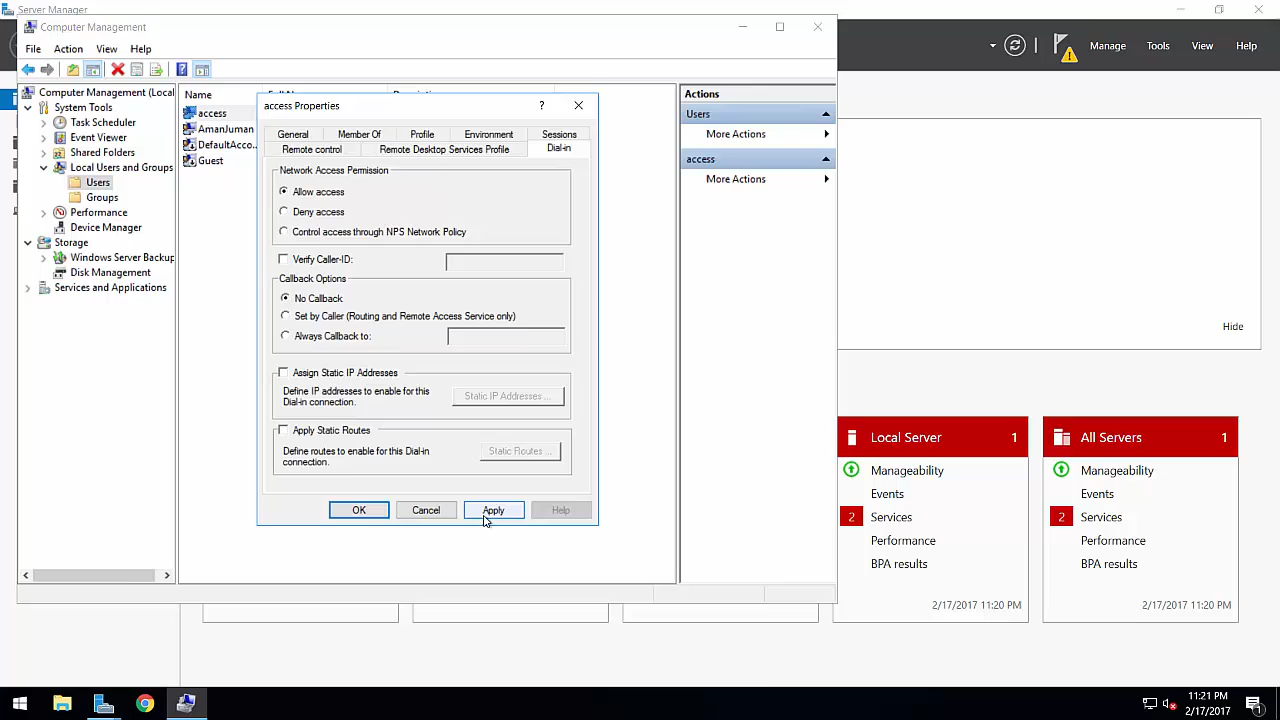 Server Manager
Computer Management
File Action View Help
Manage Tools View Help
Computer Management (Local
System Tools
Task Scheduler
Event Viewer
Shared Folders
Local Users and Groups
Users
Groups
Performance
Device Manager
Storage
Windows Server Backup
Disk Management
Services and Applications
Name
access
AmanJuman
DefaultAcco...
Guest
access Properties
General Member Of Profile Environment Sessions
Remote control Remote Desktop Services Profile Dial-in
Network Access Permission
Allow access
Deny access
Control access through NPS Network Policy
Verify Caller-ID:
Callback Options
No Callback
Set by Caller (Routing and Remote Access Service only)
Always Callback to:
Assign Static IP Addresses
Define IP addresses to enable for this
Dial-in connection.
Static IP Addresses ...
Apply Static Routes
Define routes to enable for this Dial-in
connection.
Static Routes ...
OK Cancel Apply Help
Actions
Users
More Actions
access
More Actions
Hide
Local Server 1
Manageability
Events
2 Services
Performance
BPA results
2/17/2017 11:20 PM
All Servers 1
Manageability
Events
2 Services
Performance
BPA results
2/17/2017 11:20 PM
11:21 PM
2/17/2017
1